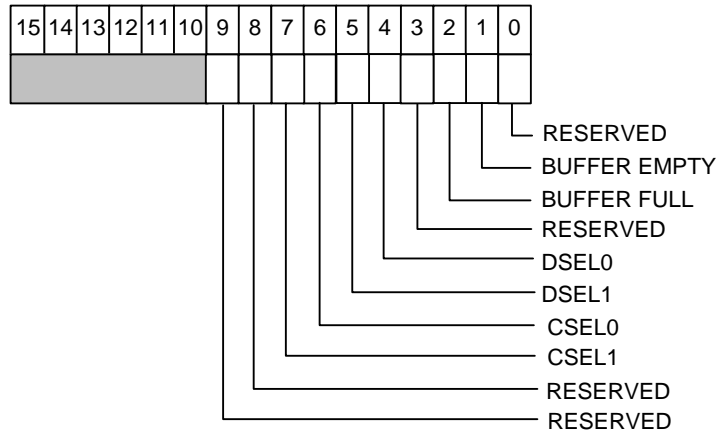 15 14 13 12 11 10 9 8 7 6 5 4 3 2 1 0
RESERVED
BUFFER EMPTY
BUFFER FULL
RESERVED
DSEL0
DSEL1
CSEL0
CSEL1
RESERVED
RESERVED